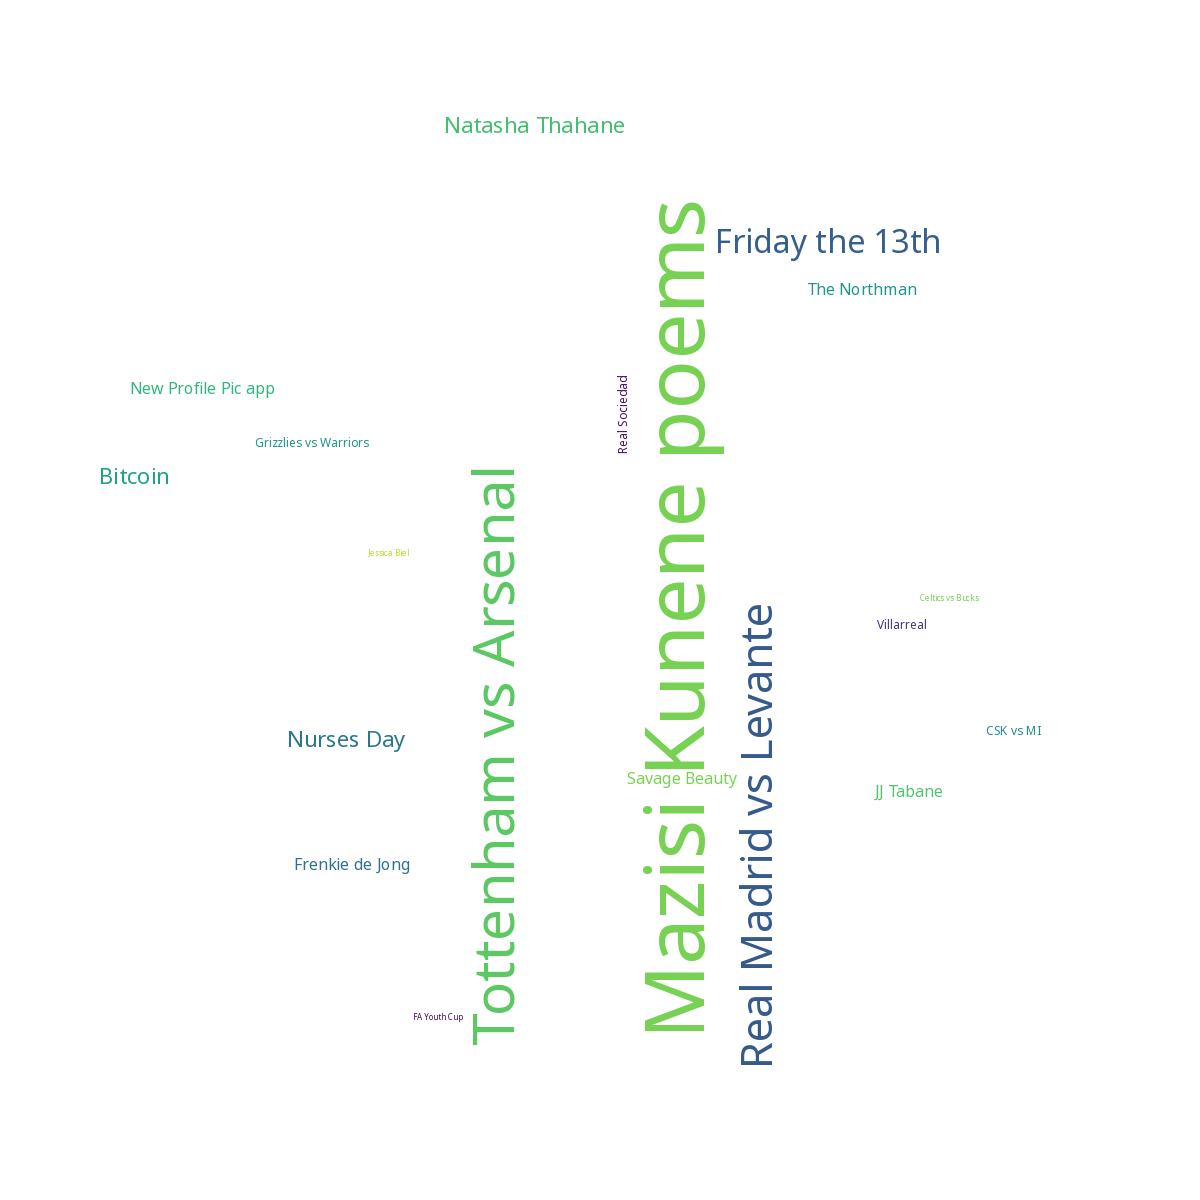 Natasha Thahane
Friday the 13th
The Northman
New Profile Pic app
Real Sociedad
Grizzlies vs Warriors
Bitcoin
Mazisi Kunene poems
Tottenham vs Arsenal
Jessica Biel
Celtics vs Bucks
Villarreal
Real Madrid vs Levante
CSK vs MI
Nurses Day
Savage Beauty
JJ Tabane
Frenkie de Jong
FA Youth Cup